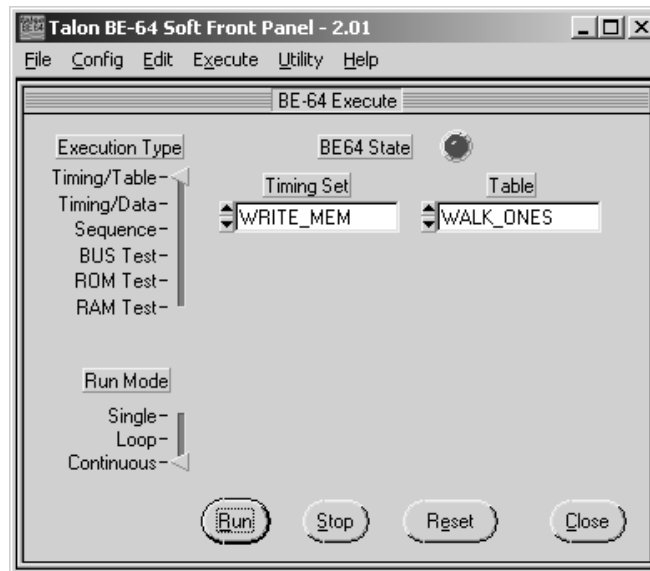 Talon BE-64 Soft Front Panel - 2.01
File Config Edit Execute Utility Help
BE-64 Execute
Execution Type
Timing/Table
Timing/Data
Sequence
BUS Test
ROM Test
RAM Test
BE64 State
Timing Set
WRITE_MEM
Table
WALK_ONES
Run Mode
Single
Loop
Continuous
Run Stop Reset Close